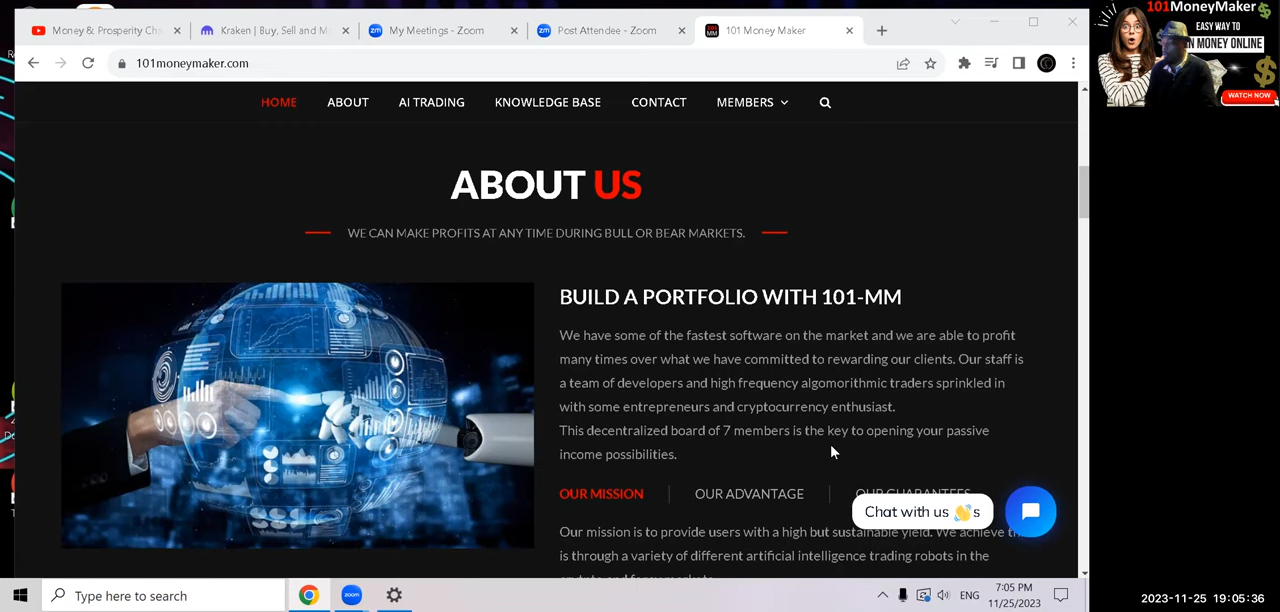 Money & Prosperity Cha
Kraken | Buy, Sell and M
My Meetings - Zoom
Post Attendee - Zoom
101 Money Maker
101moneymaker.com
HOME
ABOUT
AI TRADING
KNOWLEDGE BASE
CONTACT
MEMBERS
ABOUT US
WE CAN MAKE PROFITS AT ANY TIME DURING BULL OR BEAR MARKETS.
BUILD A PORTFOLIO WITH 101-MM
We have some of the fastest software on the market and we are able to profit
many times over what we have committed to rewarding our clients. Our staff is
a team of developers and high frequency algomorithmic traders sprinkled in
with some entrepreneurs and cryptocurrency enthusiast.
This decentralized board of 7 members is the key to opening your passive
income possibilities.
OUR MISSION
OUR ADVANTAGE
OUR GUARANTEES
Chat with us 👋s
Our mission is to provide users with a high but sustainable yield. We achieve
is through a variety of different artificial intelligence trading robots in the
Type here to search
ENG
7:05 PM
11/25/2023
2023-11-25 19:05:36
101MoneyMaker
EASY WAY TO
N MONEY ONLINE
WATCH NOW